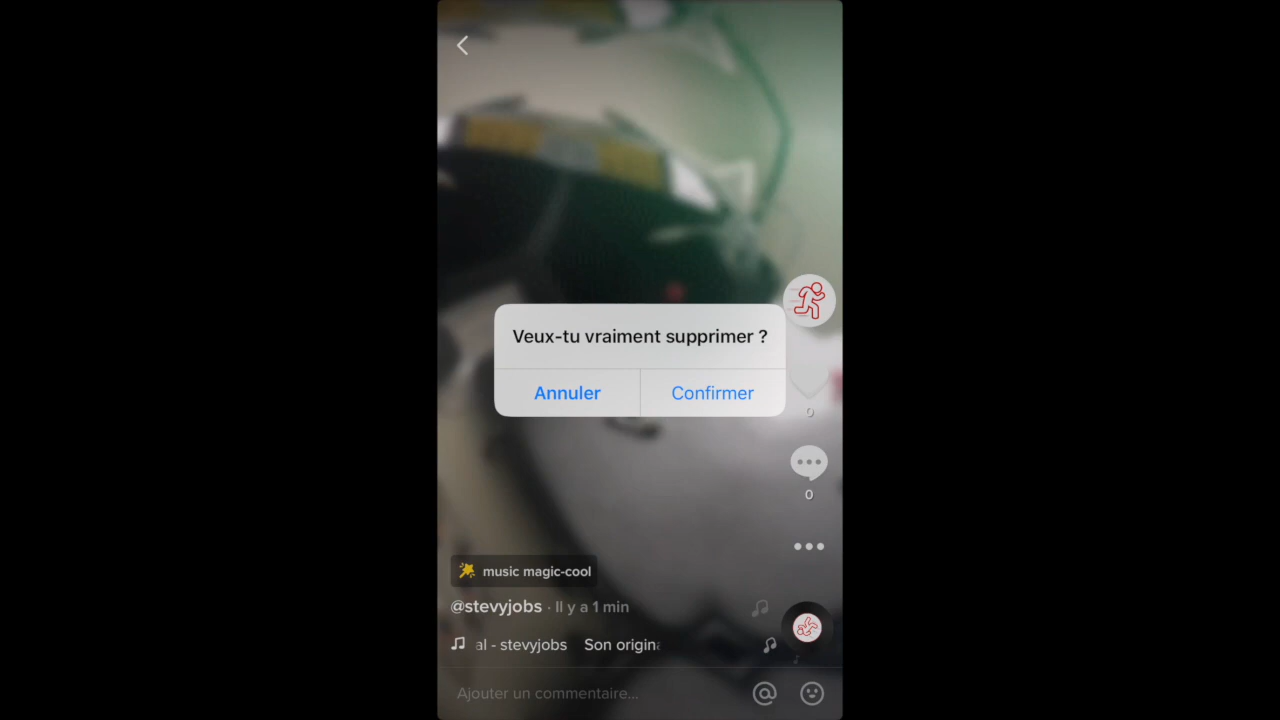 Veux-tu vraiment supprimer ?
Annuler
Confirmer
0
0
music magic-cool
@stevyjobs · Il y a 1 min
al - stevyjobs Son origin
Ajouter un commentaire...